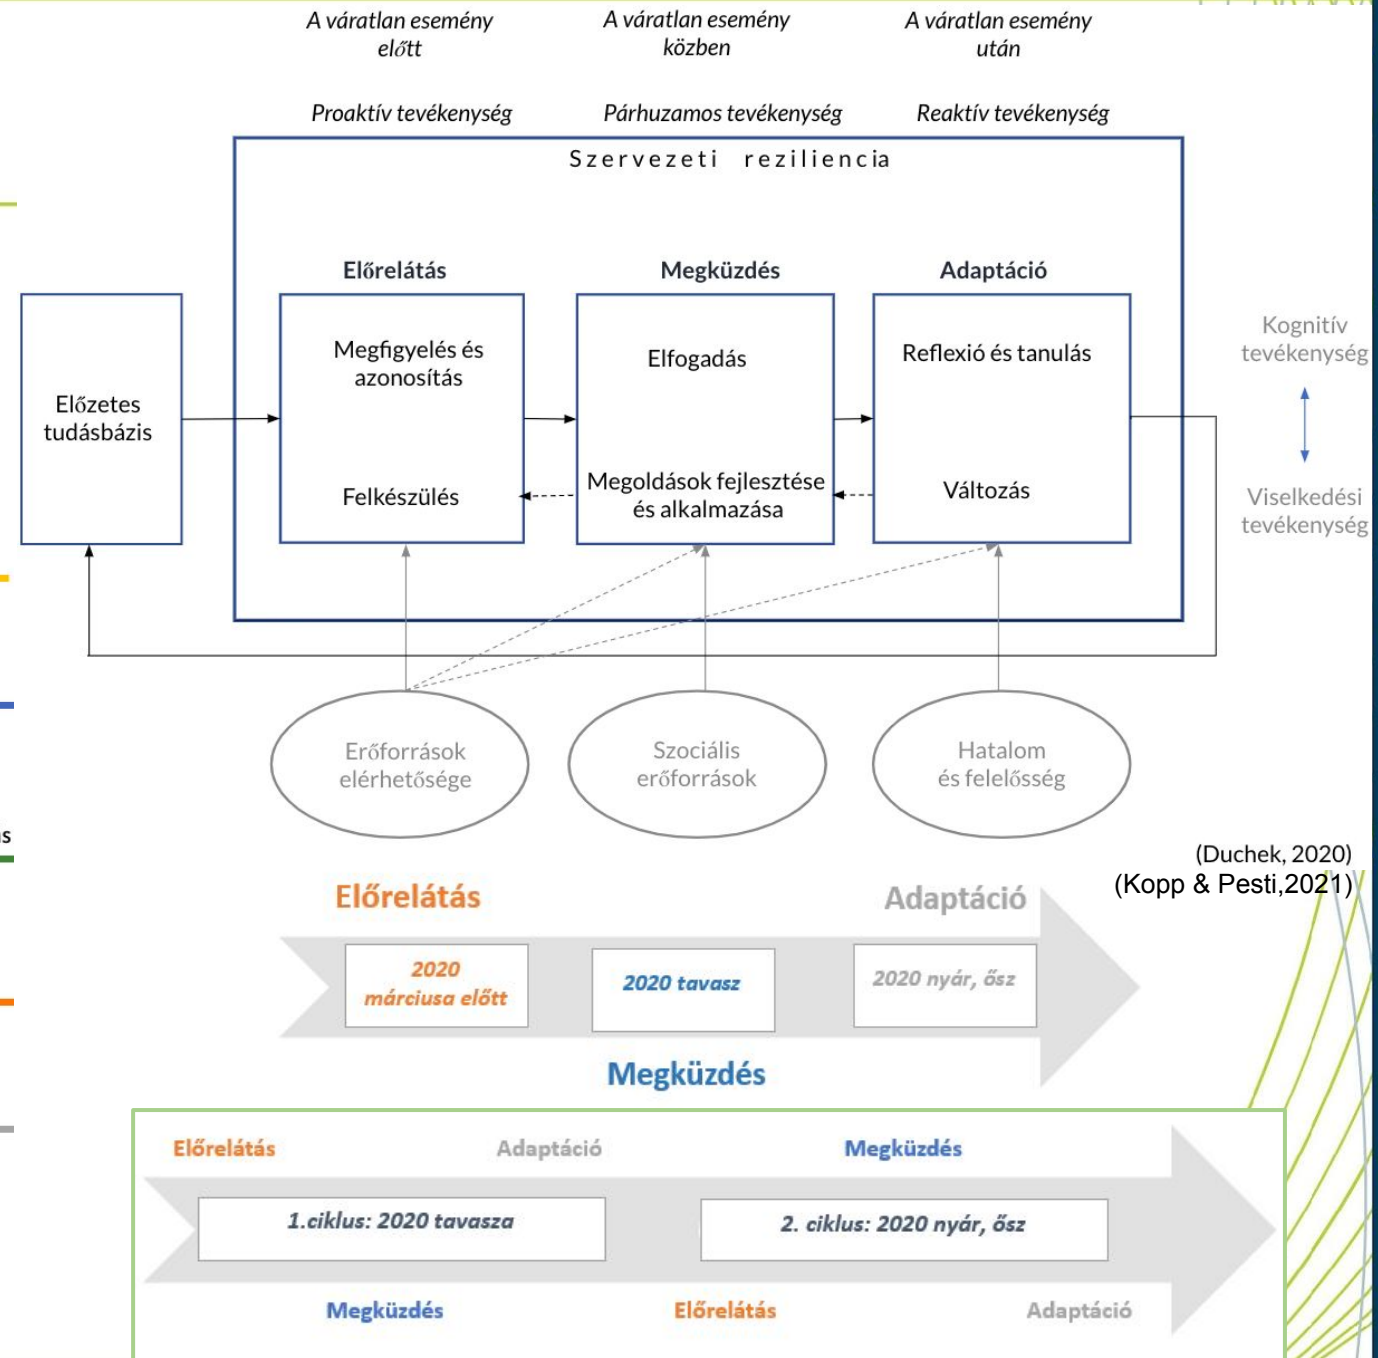 A váratlan esemény
előtt
A váratlan esemény
közben
A váratlan esemény
után
Proaktív tevékenység
Párhuzamos tevékenység
Reaktív tevékenység
Szervezeti reziliencia
Előrelátás
Megküzdés
Adaptáció
Előzetes
tudásbázis
Megfigyelés és
azonosítás
Felkészülés
Elfogadás
Megoldások fejlesztése
és alkalmazása
Reflexió és tanulás
Változás
Kognitív
tevékenység
Viselkedési
tevékenység
Erőforrások
elérhetősége
Szociális
erőforrások
Hatalom
és felelősség
(Duchek, 2020)
(Kopp & Pesti,2021)
Előrelátás
Adaptáció
2020
márciusa előtt
2020 tavasz
2020 nyár, ősz
Megküzdés
Előrelátás
Adaptáció
Megküzdés
1.ciklus: 2020 tavasza
2. ciklus: 2020 nyár, ősz
Megküzdés
Előrelátás
Adaptáció